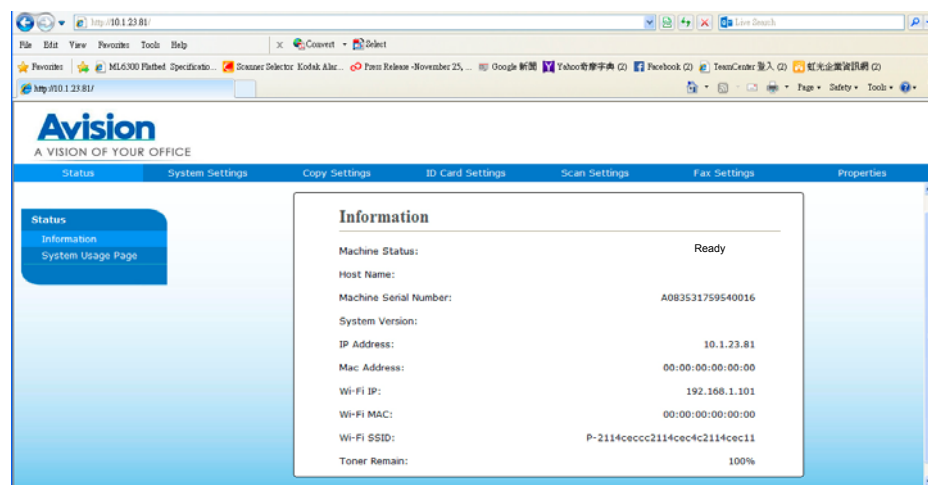 http://10.1.23.81/
Live Search
File Edit View Favorites Tools Help x Convert Select
Favorites ML6300 Flatbed Specificatio... Scanner Selector Kodak Alar... Press Release -November 25, ... Google 新聞 Yahoo奇摩字典 (2) Facebook (2) TeamCenter 登入 (2) 虹光企業資訊網 (2)
http://10.1.23.81/ Page Safety Tools
Avision
A VISION OF YOUR OFFICE
Status System Settings Copy Settings ID Card Settings Scan Settings Fax Settings Properties
Status
Information
System Usage Page
Information
Machine Status: Ready
Host Name:
Machine Serial Number: A083531759540016
System Version:
IP Address: 10.1.23.81
Mac Address: 00:00:00:00:00:00
Wi-Fi IP: 192.168.1.101
Wi-Fi MAC: 00:00:00:00:00:00
Wi-Fi SSID: P-2114ceccc2114cec4c2114cec11
Toner Remain: 100%